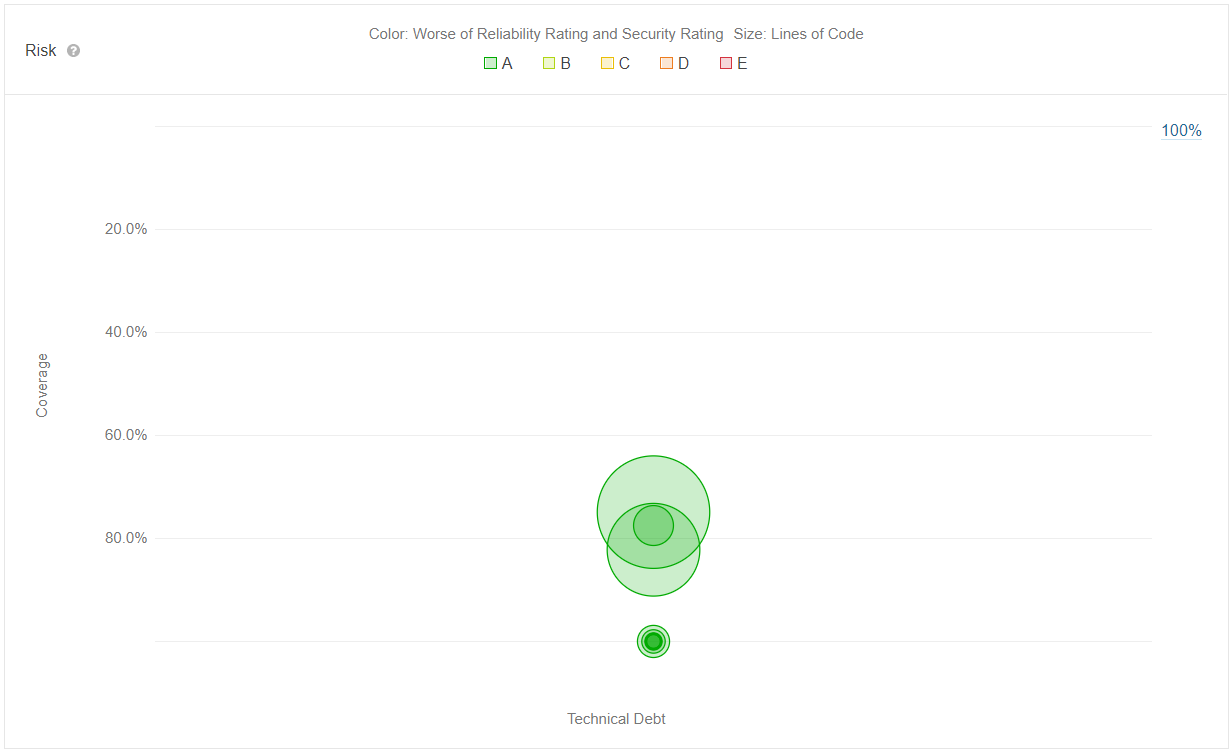 Color: Worse of Reliability Rating and Security Rating Size: Lines of Code
Risk ?
A B C D E
100%
20.0%
40.0%
Coverage
60.0%
80.0%
Technical Debt